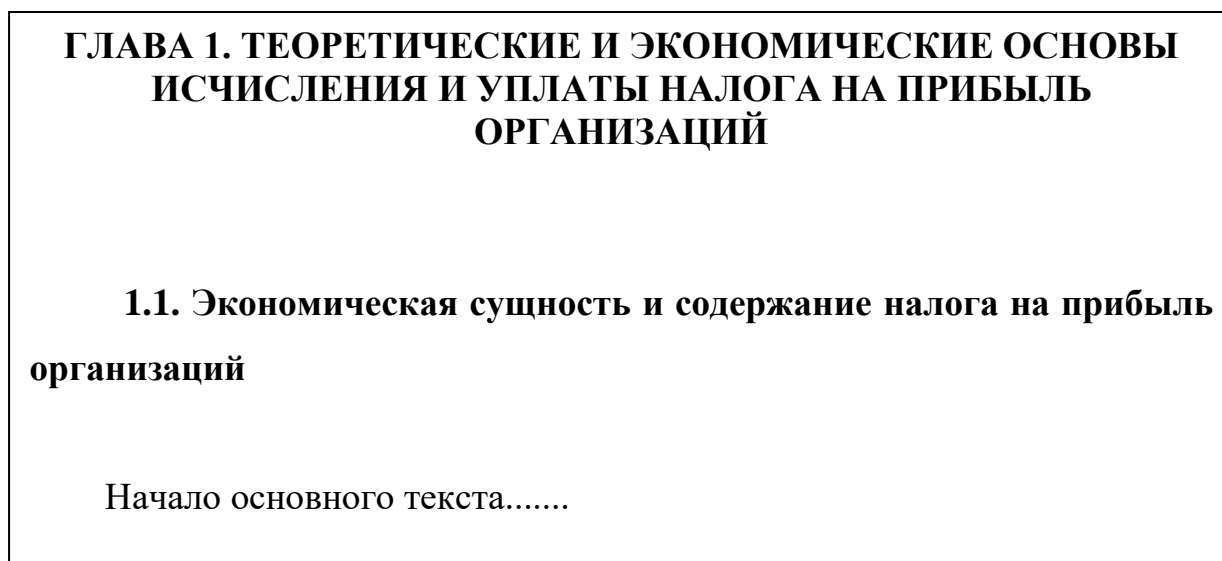 ГЛАВА 1. ТЕОРЕТИЧЕСКИЕ И ЭКОНОМИЧЕСКИЕ ОСНОВЫ
ИСЧИСЛЕНИЯ И УПЛАТЫ НАЛОГА НА ПРИБЫЛЬ
ОРГАНИЗАЦИЙ
1.1. Экономическая сущность и содержание налога на прибыль
организаций
Начало основного текста.......